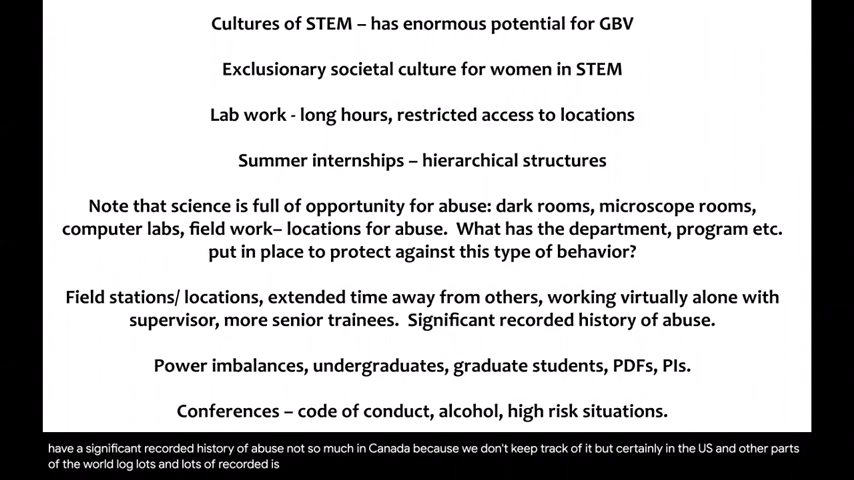 Cultures of STEM – has enormous potential for GBV
Exclusionary societal culture for women in STEM
Lab work - long hours, restricted access to locations
Summer internships – hierarchical structures
Note that science is full of opportunity for abuse: dark rooms, microscope rooms,
computer labs, field work– locations for abuse.  What has the department, program etc.
put in place to protect against this type of behavior?
Field stations/ locations, extended time away from others, working virtually alone with
supervisor, more senior trainees.  Significant recorded history of abuse.
Power imbalances, undergraduates, graduate students, PDFs, PIs.
Conferences – code of conduct, alcohol, high risk situations.
have a significant recorded history of abuse not so much in Canada because we don't keep track of it but certainly in the US and other parts
of the world log lots and lots of recorded is